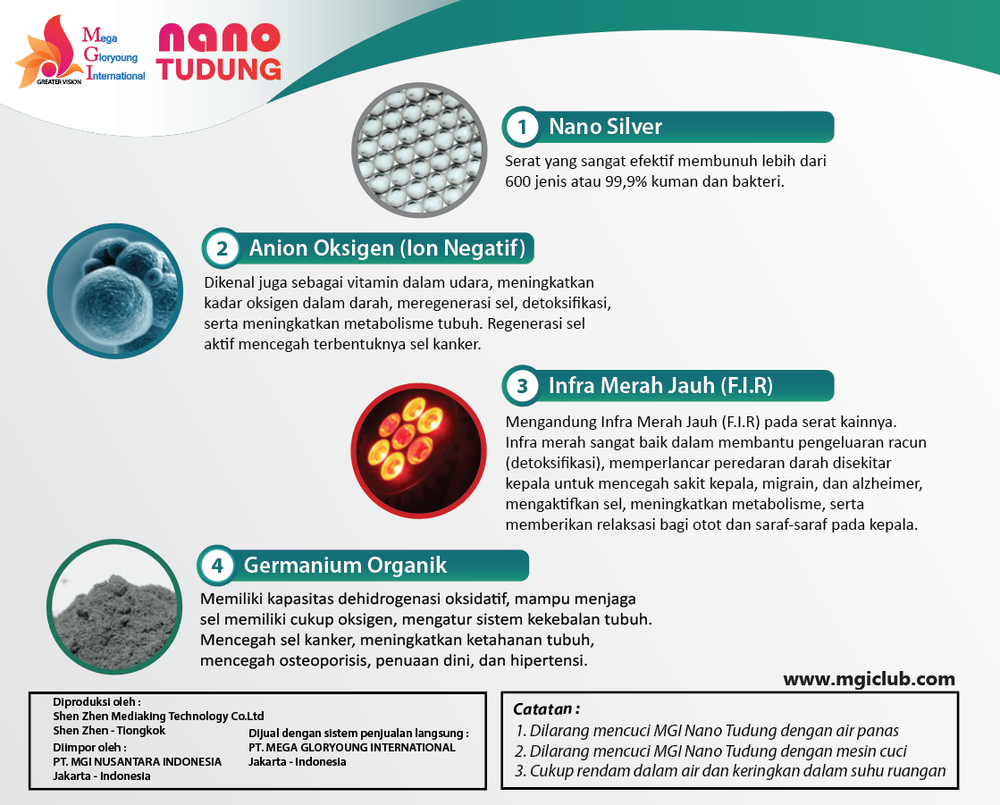 Mega
Gloryoung
International
GREATER VISION
nano
TUDUNG
1 Nano Silver
Serat yang sangat efektif membunuh lebih dari
600 jenis atau 99,9% kuman dan bakteri.
2 Anion Oksigen (Ion Negatif)
Dikenal juga sebagai vitamin dalam udara, meningkatkan
kadar oksigen dalam darah, meregenerasi sel, detoksifikasi,
serta meningkatkan metabolisme tubuh. Regenerasi sel
aktif mencegah terbentuknya sel kanker.
3 Infra Merah Jauh (F.I.R)
Mengandung Infra Merah Jauh (F.I.R) pada serat kainnya.
Infra merah sangat baik dalam membantu pengeluaran racun
(detoksifikasi), memperlancar peredaran darah disekitar
kepala untuk mencegah sakit kepala, migrain, dan alzheimer,
mengaktifkan sel, meningkatkan metabolisme, serta
memberikan relaksasi bagi otot dan saraf-saraf pada kepala.
4 Germanium Organik
Memiliki kapasitas dehidrogenasi oksidatif, mampu menjaga
sel memiliki cukup oksigen, mengatur sistem kekebalan tubuh.
Mencegah sel kanker, meningkatkan ketahanan tubuh,
mencegah osteoporisis, penuaan dini, dan hipertensi.
www.mgiclub.com
Diproduksi oleh :
Shen Zhen Mediaking Technology Co.Ltd
Shen Zhen - Tiongkok
Diimpor oleh :
PT. MGI NUSANTARA INDONESIA
Jakarta - Indonesia
Dijual dengan sistem penjualan langsung :
PT. MEGA GLORYOUNG INTERNATIONAL
Jakarta - Indonesia
Catatan :
1. Dilarang mencuci MGI Nano Tudung dengan air panas
2. Dilarang mencuci MGI Nano Tudung dengan mesin cuci
3. Cukup rendam dalam air dan keringkan dalam suhu ruangan